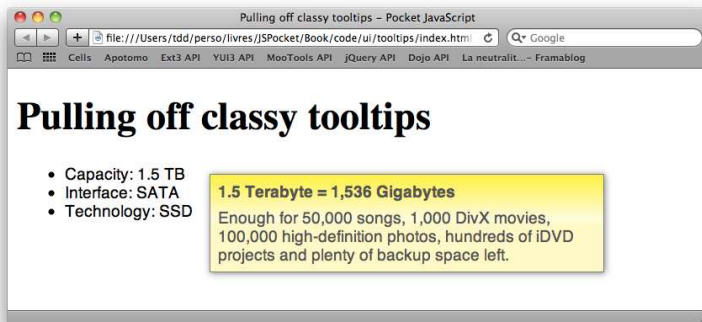 Pulling off classy tooltips – Pocket JavaScript
file:///Users/tdd/perso/livres/JSPocket/Book/code/ui/tooltips/index.html
Google
Cells Apotomo Ext3 API YUI3 API MooTools API jQuery API Dojo API La neutralit...– Framablog
Pulling off classy tooltips
• Capacity: 1.5 TB
• Interface: SATA
• Technology: SSD
1.5 Terabyte = 1,536 Gigabytes
Enough for 50,000 songs, 1,000 DivX movies,
100,000 high-definition photos, hundreds of iDVD
projects and plenty of backup space left.